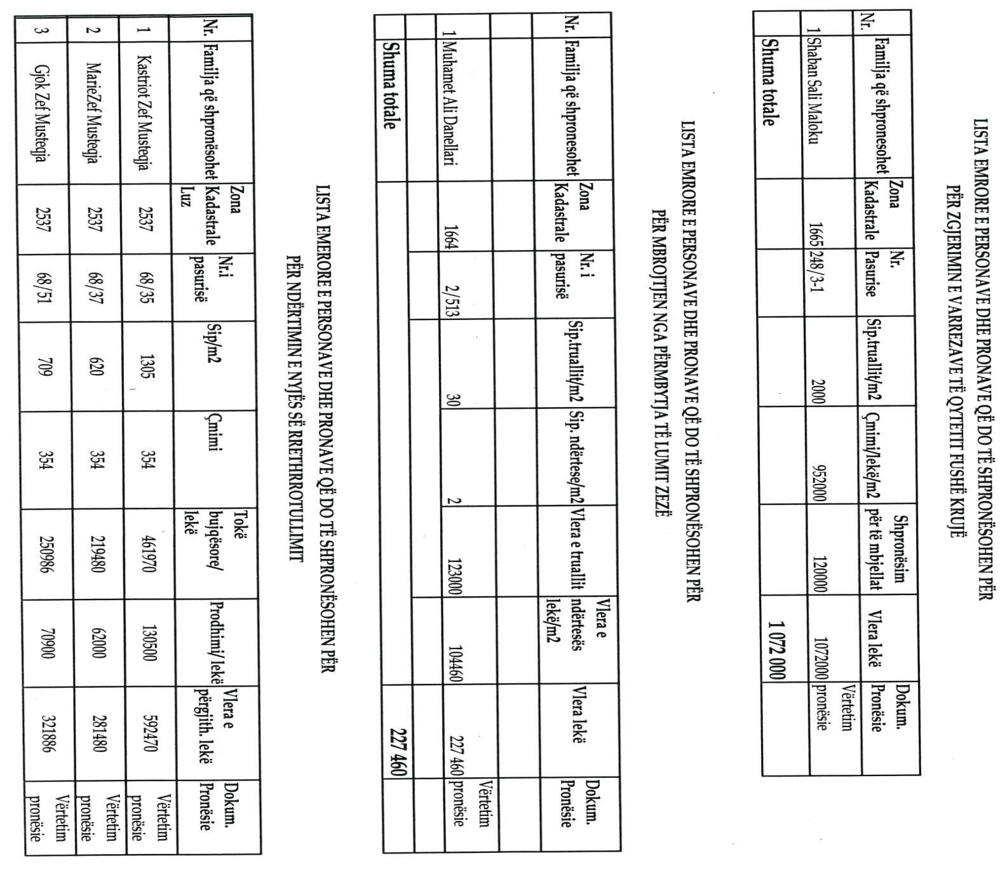 LISTA EMRORE E PERSONAVE DHE PRONAVE QË DO TË SHPRONËSOHEN PËR
PËR ZGJERIMIN E VARREZAVE TË QYTETIT FUSHË KRUJË
Nr. Familja që shpronesohet Zona Kadastrale Nr. Pasurise Sip.truallit/m2 Çmimi/lekë/m2 Shpronësim për të mbjellat Vlera lekë Dokum. Pronësie
1 Shaban Sali Maloku 1665 248/3-1 2000 952000 120000 1072000 Vërtetim pronësie
Shuma totale 1 072 000
LISTA EMRORE E PERSONAVE DHE PRONAVE QË DO TË SHPRONËSOHEN PËR
PËR MBROJTJEN NGA PËRMBYTJA TË LUMIT ZEZË
Nr. Familja që shpronesohet Zona Kadastrale Nr. i pasurisë Sip.truallit/m2 Sip. ndërtese/m2 Vlera e truallit Vlera e ndërtesës lekë/m2 Vlera lekë Dokum. Pronësie
1 Muhamet Ali Danellari 1664 2/513 30 2 123000 104460 227 460 Vërtetim pronësie
Shuma totale 227 460
LISTA EMERORE E PERSONAVE DHE PRONAVE QË DO TË SHPRONËSOHEN PËR
PËR NDËRTIMIN E NYJËS SË RRETHRROTULLIMIT
Nr. Familja që shpronësohet Zona Kadastrale Luz Nr.i pasurisë Sip/m2 Çmimi Tokë bujqësore/ lekë Prodhimi/ lekë Vlera e përgjith. lekë Dokum. Pronësie
1 Kastriot Zef Musteqja 2537 68/35 1305 354 461970 130500 592470 Vërtetim pronësie
2 MarieZef Musteqja 2537 68/37 620 354 219480 62000 281480 Vërtetim pronësie
3 Gjok Zef Musteqja 2537 68/51 709 354 250986 70900 321886 Vërtetim pronësie